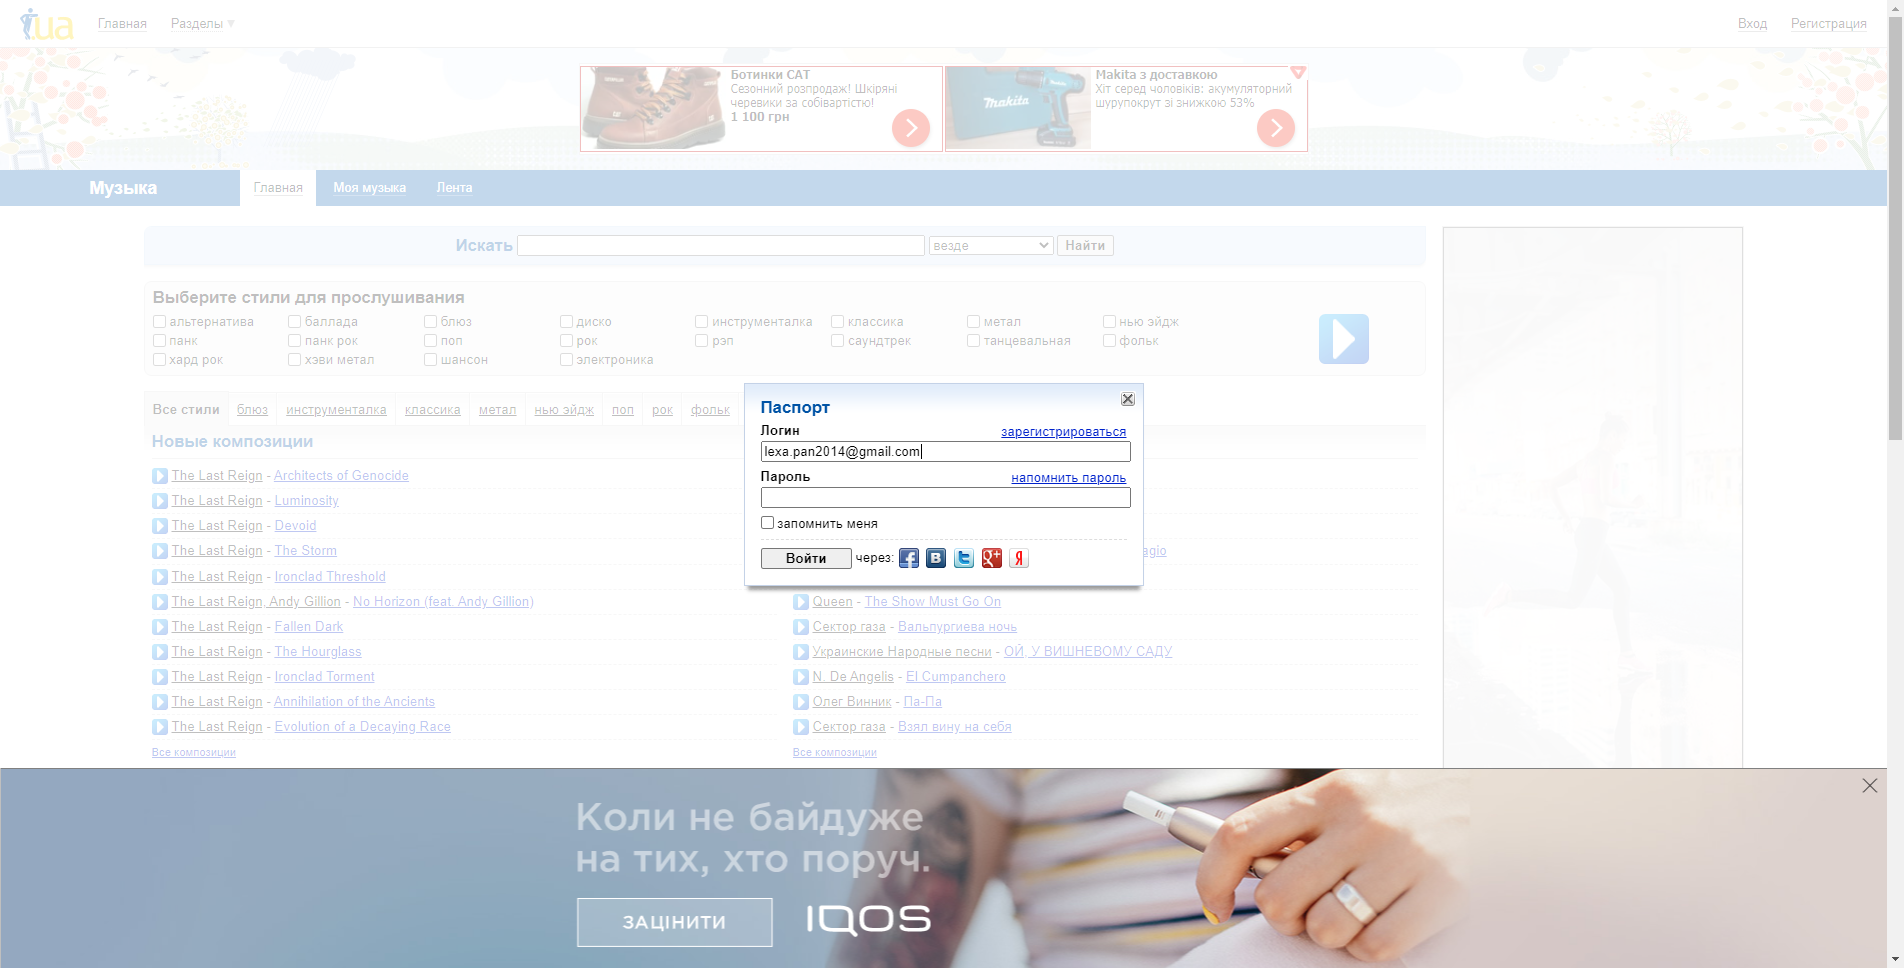 i.ua
Главная
Разделы
Вход
Регистрация
Ботинки CAT
Сезонний розпродаж! Шкіряні
черевики за собівартістю!
1 100 грн
Makita з доставкою
Хіт серед чоловіків: акумуляторний
шурупокрут зі знижкою 53%
Makita
Музыка
Главная
Моя музыка
Лента
Искать
везде
Найти
Выберите стили для прослушивания
альтернатива
баллада
блюз
диско
инструменталка
классика
метал
нью эйдж
панк
панк рок
поп
рок
рэп
саундтрек
танцевальная
фольк
хард рок
хэви метал
шансон
электроника
Все стили
блюз
инструменталка
классика
метал
нью эйдж
поп
рок
фольк
Паспорт
Логин
зарегистрироваться
lexa.pan2014@gmail.com
Пароль
напомнить пароль
запомнить меня
Войти
через:
Новые композиции
The Last Reign - Architects of Genocide
The Last Reign - Luminosity
The Last Reign - Devoid
The Last Reign - The Storm
The Last Reign - Ironclad Threshold
The Last Reign, Andy Gillion - No Horizon (feat. Andy Gillion)
The Last Reign - Fallen Dark
The Last Reign - The Hourglass
The Last Reign - Ironclad Torment
The Last Reign - Annihilation of the Ancients
The Last Reign - Evolution of a Decaying Race
Все композиции
agio
Queen - The Show Must Go On
Сектор газа - Вальпургиева ночь
Украинские Народные песни - ОЙ, У ВИШНЕВОМУ САДУ
N. De Angelis - El Cumpanchero
Олег Винник - Па-Па
Сектор газа - Взял вину на себя
Все композиции
Коли не байдуже
на тих, хто поруч.
ЗАЦІНИТИ
IQOS